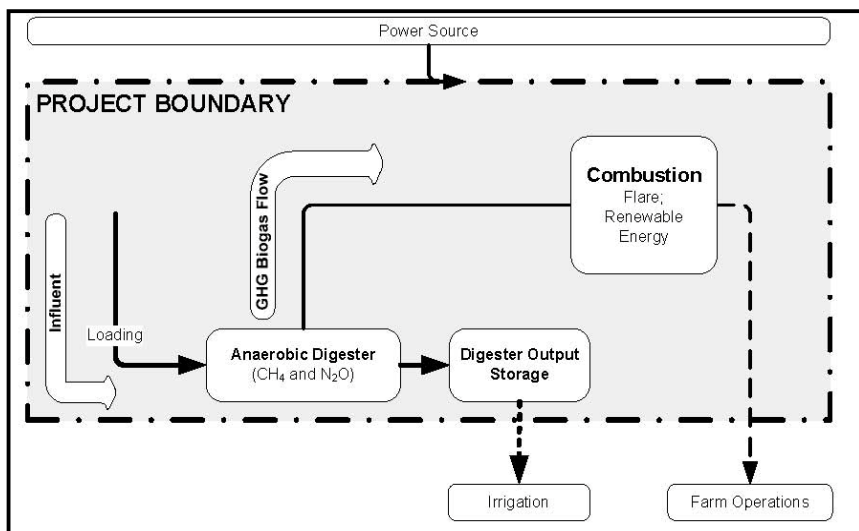 Power Source
PROJECT BOUNDARY
Combustion
Flare;
Renewable
Energy
GHG Biogas Flow
Influent
Loading
Anaerobic Digester
(CH₄ and N₂O)
Digester Output
Storage
Irrigation
Farm Operations